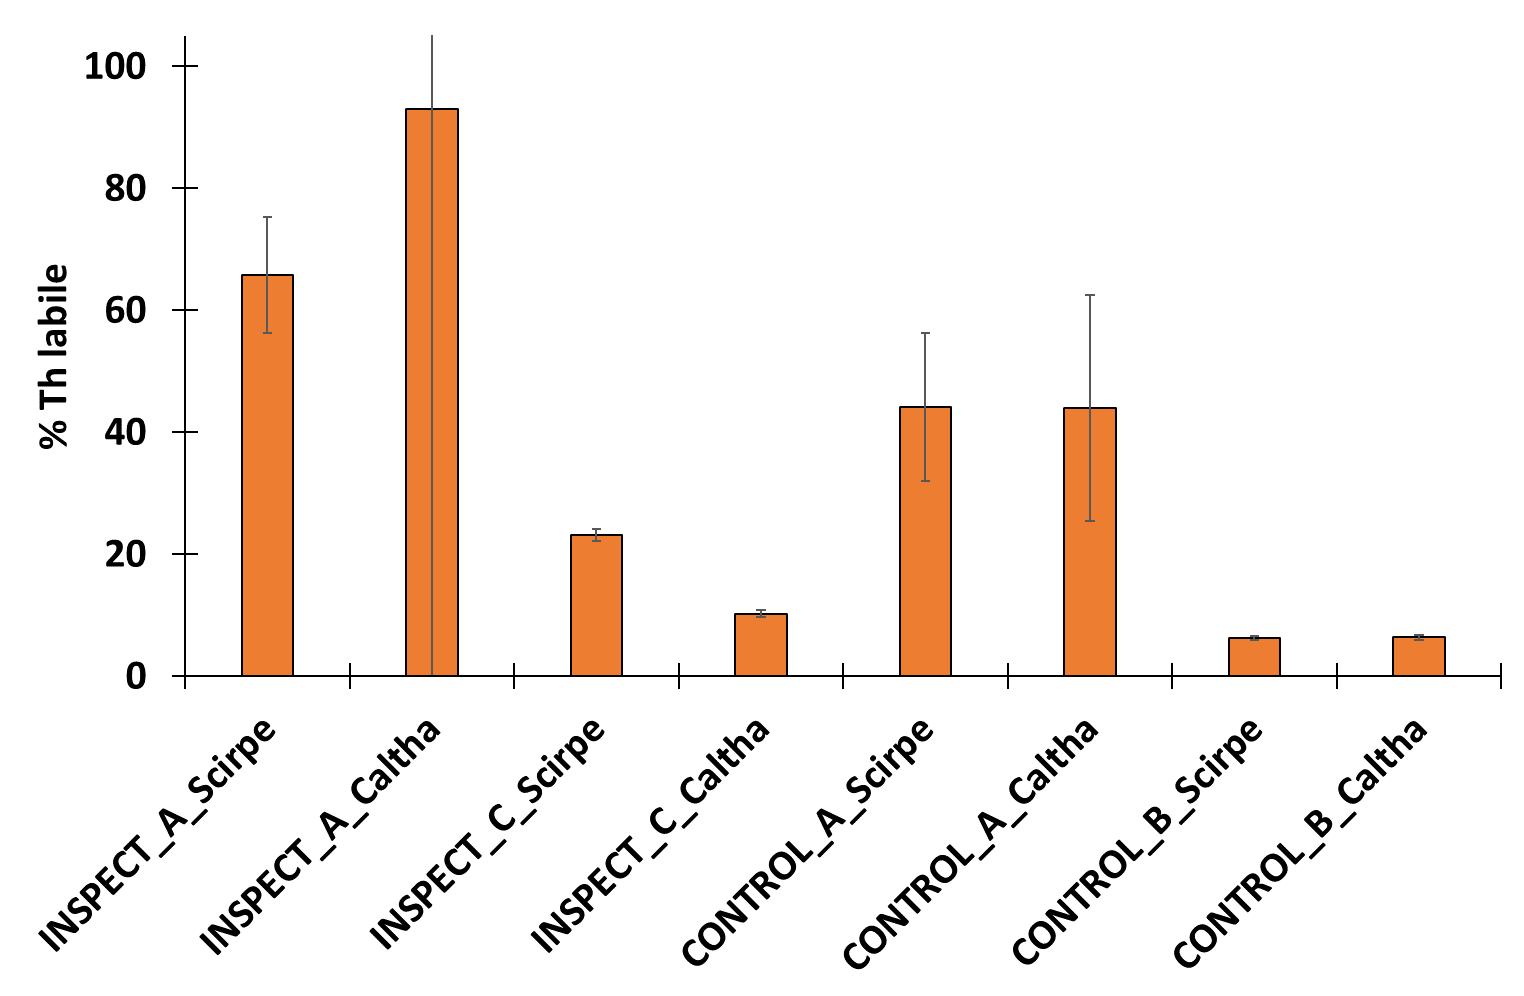 100
80
60
40
20
0
% Th labile
INSPECT_A_Scirpe
INSPECT_A_Caltha
INSPECT_C_Scirpe
INSPECT_C_Caltha
CONTROL_A_Scirpe
CONTROL_A_Caltha
CONTROL_B_Scirpe
CONTROL_B_Caltha